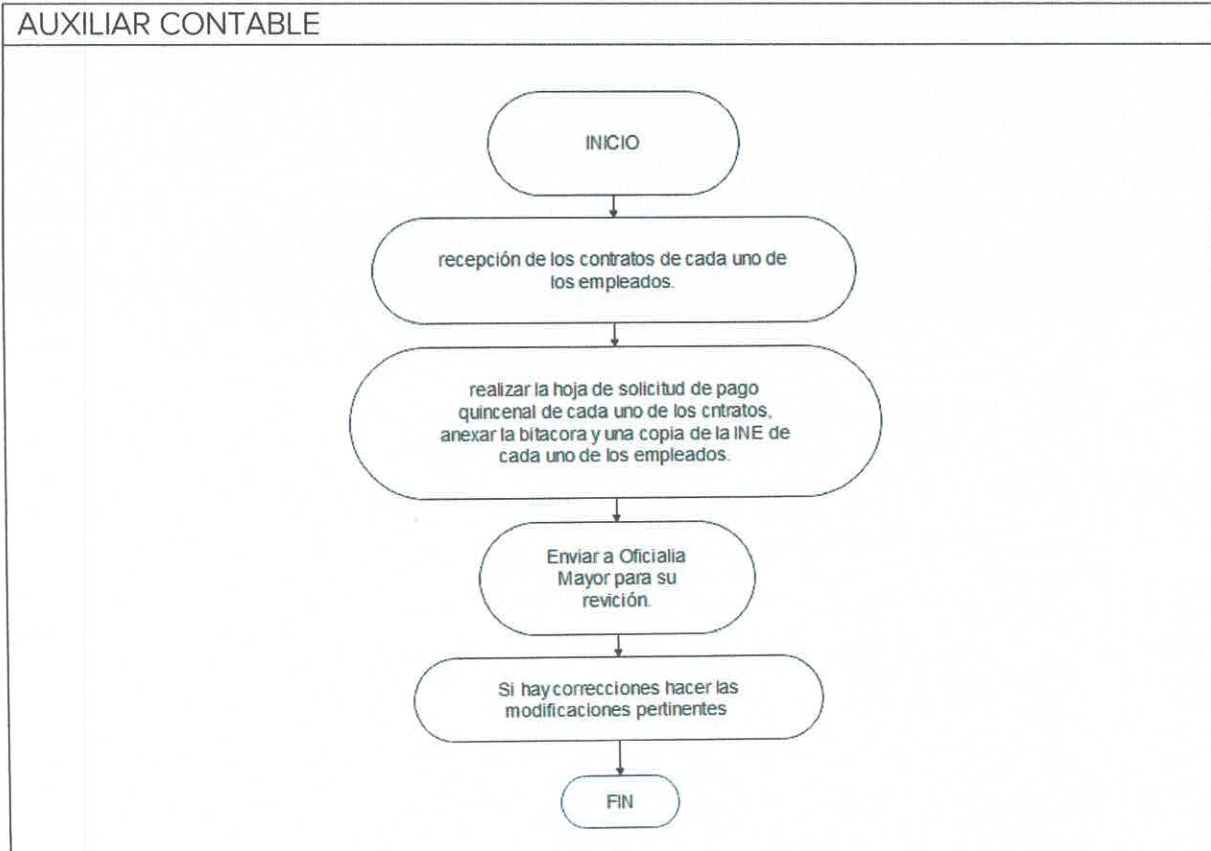 AUXILIAR CONTABLE
INICIO
recepción de los contratos de cada uno de
los empleados.
realizar la hoja de solicitud de pago
quincenal de cada uno de los cntratos,
anexar la bitacora y una copia de la INE de
cada uno de los empleados.
Enviar a Oficialia
Mayor para su
revición.
Si hay correcciones hacer las
modificaciones pertinentes
FIN